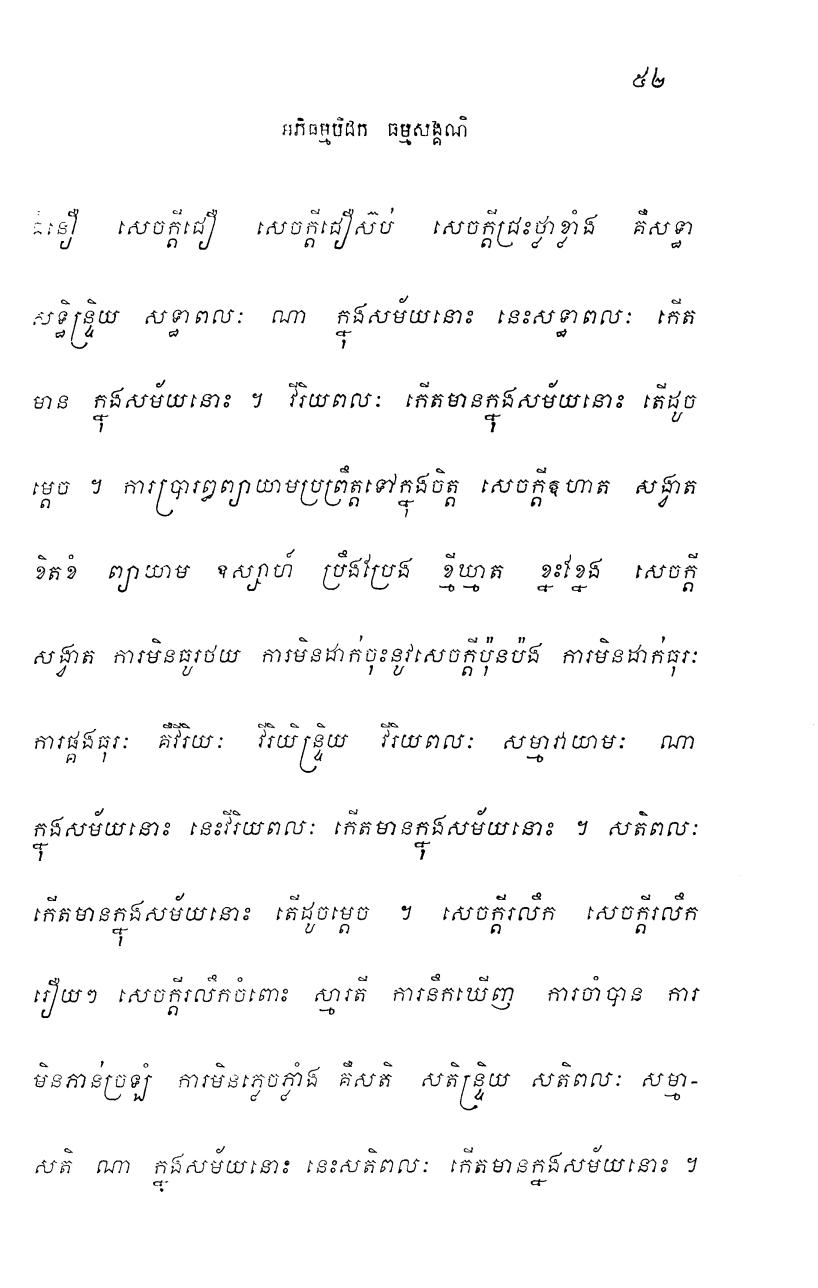 ៥២
អភិធម្មបិដក ធម្មសង្គណិ
ជំនឿ សេចក្តីជឿ សេចក្តីជឿស៊ប់ សេចក្តីជ្រះថ្លាខ្លាំង គឺសទ្ធា
សទ្ធិន្ទ្រិយ សទ្ធាពលៈ ណា ក្នុងសម័យនោះ នេះសទ្ធាពលៈ កើត
មាន ក្នុងសម័យនោះ ។ វីរិយពលៈ កើតមានក្នុងសម័យនោះ តើដូច
ម្តេច ។ ការប្រារព្ធព្យាយាមប្រព្រឹត្តទៅក្នុងចិត្ត សេចក្តីឧហាត សង្វាត
ខិតខំ ព្យាយាម ឧស្សាហ៍ ប្រឹងប្រែង ខ្មីឃ្មាត ខ្នះខ្នែង សេចក្តី
សង្វាត ការមិនធូរថយ ការមិនដាក់ចុះនូវសេចក្តីប៉ុនប៉ង ការមិនដាក់ធុរៈ
ការផ្គងធុរៈ គឺវីរិយៈ វីរិយិន្ទ្រិយ វីរិយពលៈ សម្មាវាយាមៈ ណា
ក្នុងសម័យនោះ នេះវីរិយពលៈ កើតមានក្នុងសម័យនោះ ។ សតិពលៈ
កើតមានក្នុងសម័យនោះ តើដូចម្តេច ។ សេចក្តីរលឹក សេចក្តីរលឹក
រឿយៗ សេចក្តីរលឹកចំពោះ ស្មារតី ការនឹកឃើញ ការចាំបាន ការ
មិនភាន់ច្រឡំ ការមិនភ្លេចភ្លាំង គឺសតិ សតិន្ទ្រិយ សតិពលៈ សម្មា-
សតិ ណា ក្នុងសម័យនោះ នេះសតិពលៈ កើតមានក្នុងសម័យនោះ ។